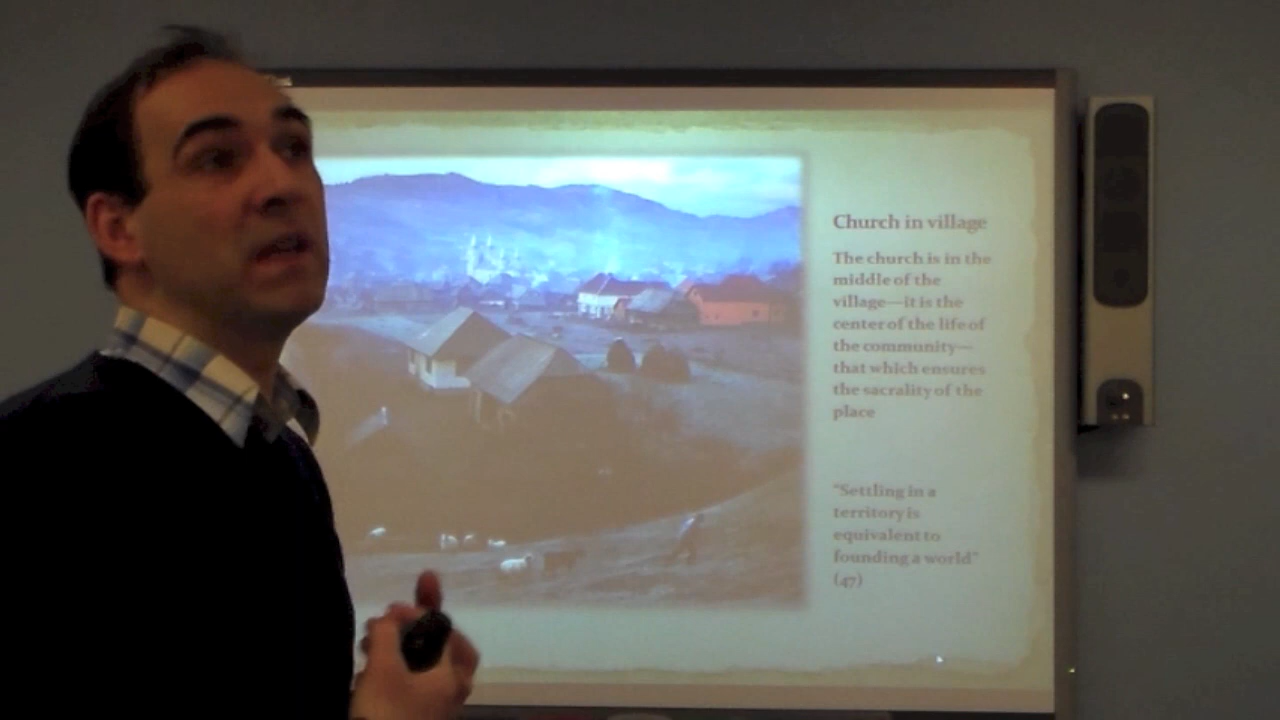 Church in village
The church is in the
middle of the
village—it is the
center of the life of
the community—
that which ensures
the sacrality of the
place
"Settling in a
territory is
equivalent to
founding a world"
(47)